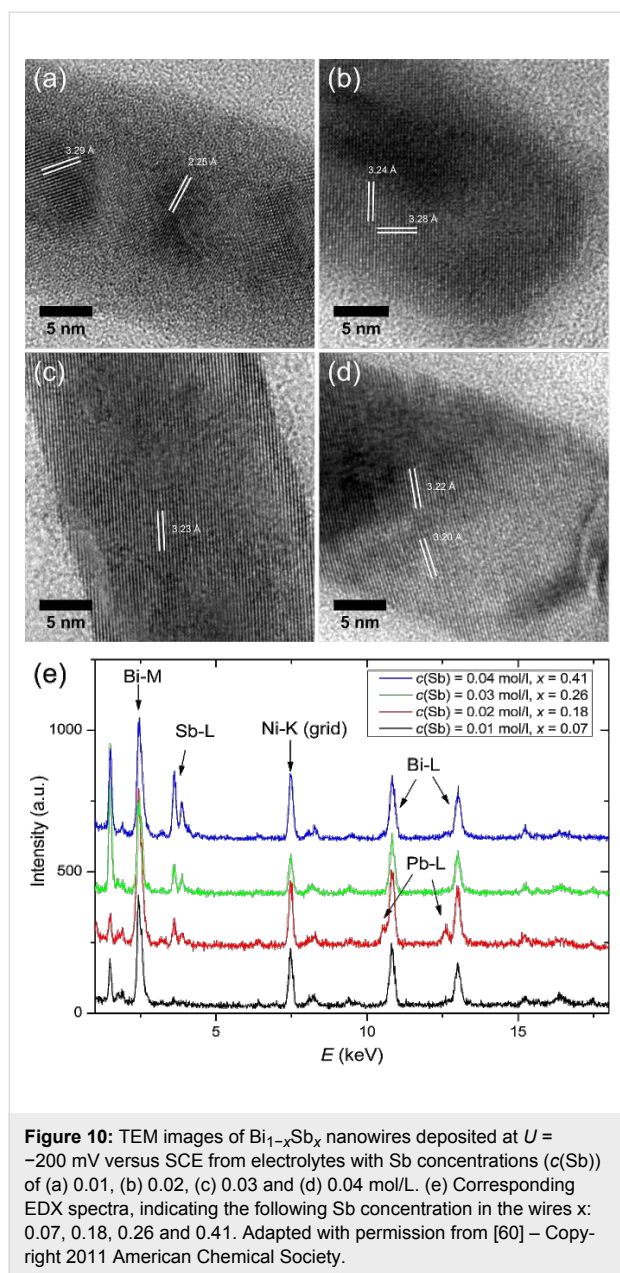 (a)
3.29 Å
2.25 Å
5 nm
(b)
3.24 Å
3.28 Å
5 nm
(c)
3.23 Å
5 nm
(d)
3.22 Å
3.20 Å
5 nm
(e)
Bi-M
Sb-L
Ni-K (grid)
Bi-L
Pb-L
c(Sb) = 0.04 mol/l, x = 0.41
c(Sb) = 0.03 mol/l, x = 0.26
c(Sb) = 0.02 mol/l, x = 0.18
c(Sb) = 0.01 mol/l, x = 0.07
Intensity (a.u.)
1000
500
0
5
10
15
E (keV)
Figure 10: TEM images of Bi₁₋ₓSbₓ nanowires deposited at U =
−200 mV versus SCE from electrolytes with Sb concentrations (c(Sb))
of (a) 0.01, (b) 0.02, (c) 0.03 and (d) 0.04 mol/L. (e) Corresponding
EDX spectra, indicating the following Sb concentration in the wires x:
0.07, 0.18, 0.26 and 0.41. Adapted with permission from [60] – Copy-
right 2011 American Chemical Society.